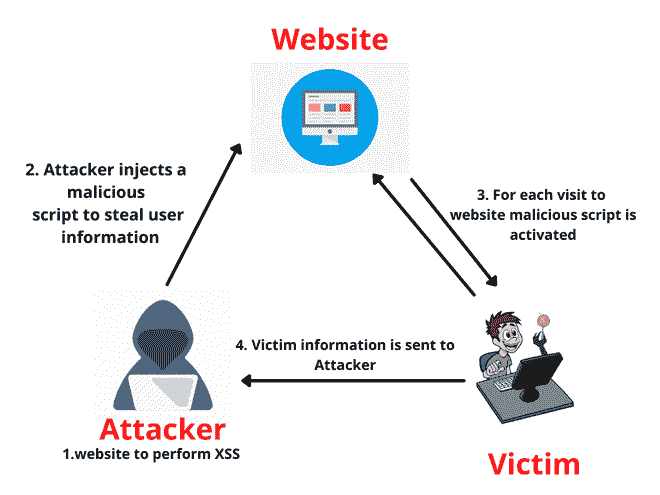 Website
2. Attacker injects a
malicious
script to steal user
information
3. For each visit to
website malicious script is
activated
4. Victim information is sent to
Attacker
Attacker
1.website to perform XSS
Victim